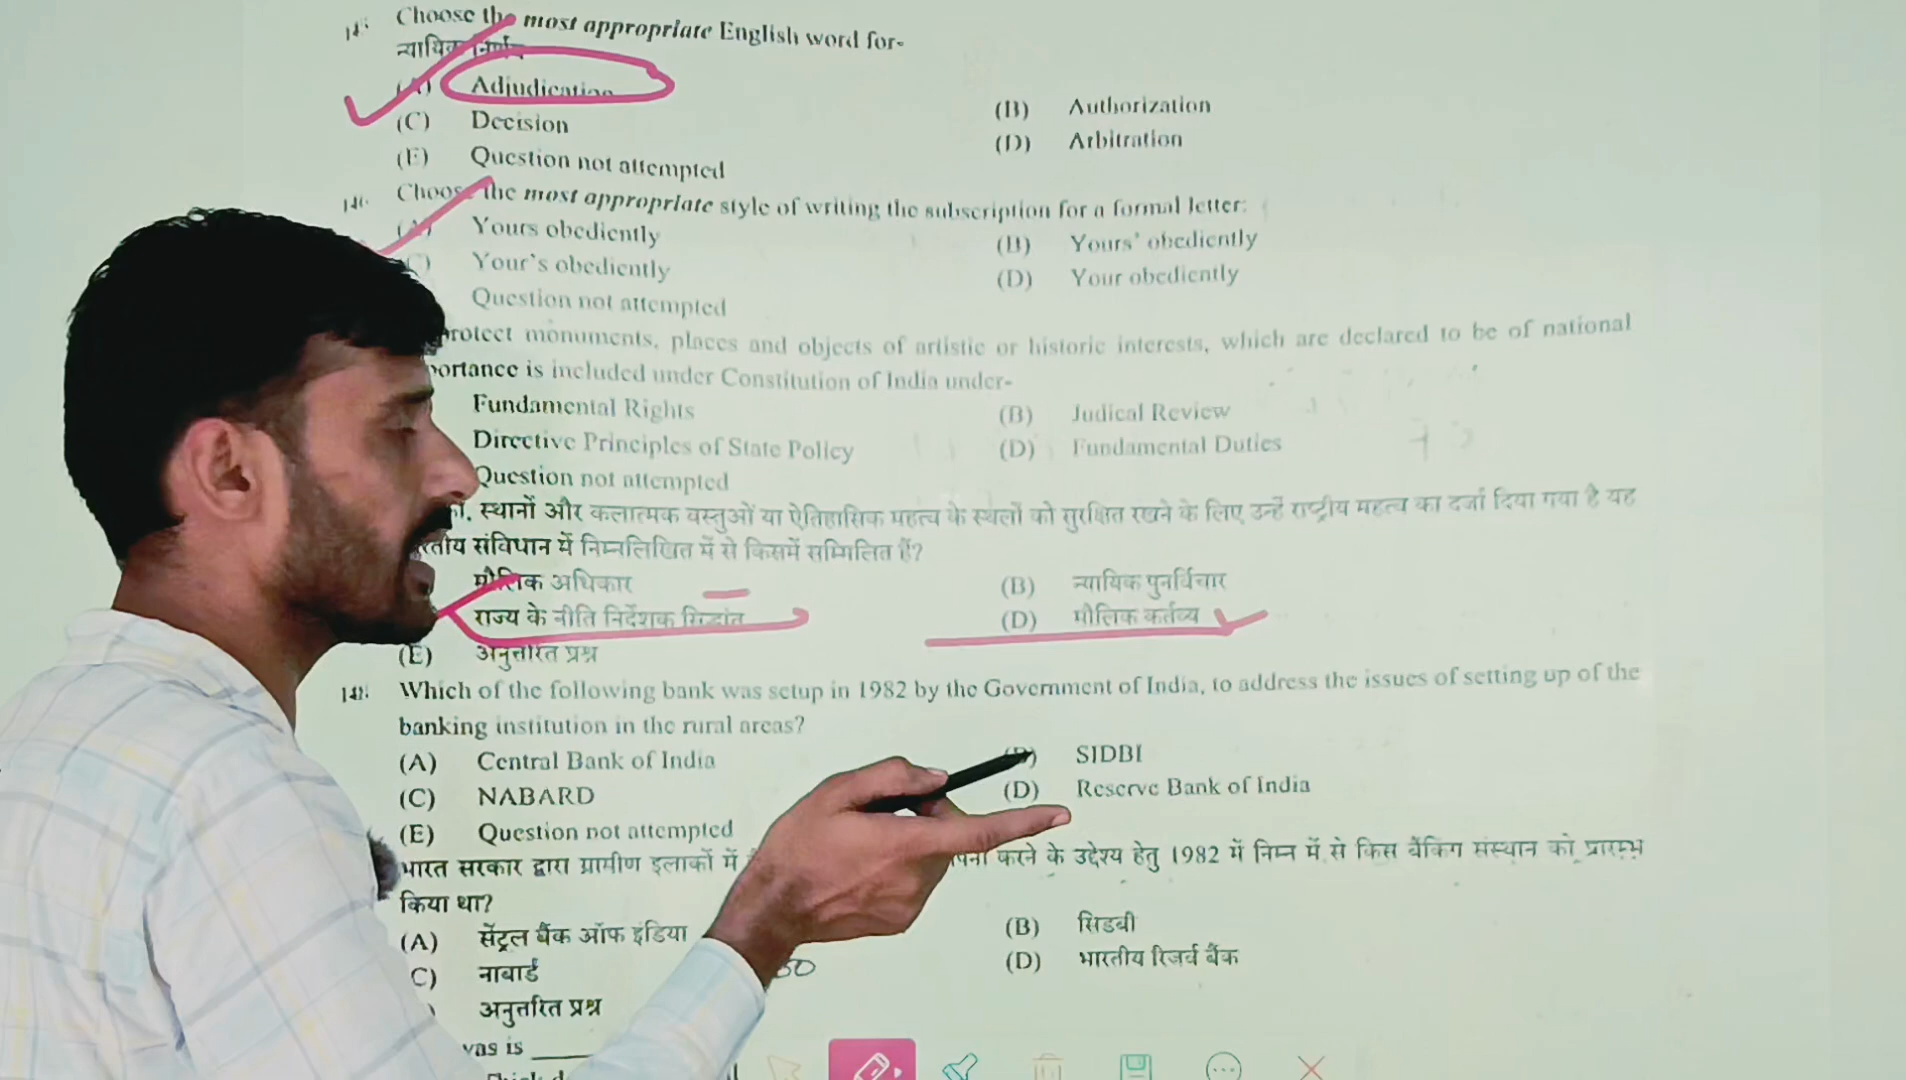 Choose the most appropriate English word for-
न्यायिक निर्णय
Adjudication
(B) Authorization
(C) Decision
(D) Arbitration
(E) Question not attempted
146. Choose the most appropriate style of writing the subscription for a formal letter:
(A) Yours obediently
(B) Yours' obediently
Your's obediently
(D) Your obediently
Question not attempted
protect monuments, places and objects of artistic or historic interests, which are declared to be of national
portance is included under Constitution of India under-
Fundamental Rights
(B) Judical Review
Directive Principles of State Policy
(D) Fundamental Duties
Question not attempted
स्थानों और कलात्मक वस्तुओं या ऐतिहासिक महत्व के स्थलों को सुरक्षित रखने के लिए उन्हें राष्ट्रीय महत्व का दर्जा दिया गया है यह
तीय संविधान में निम्नलिखित में से किसमें सम्मिलित हैं?
मौलिक अधिकार
(B) न्यायिक पुनर्विचार
राज्य के नीति निर्देशक सिद्धांत
(D) मौलिक कर्तव्य
(E) अनुत्तरित प्रश्न
148. Which of the following bank was setup in 1982 by the Government of India, to address the issues of setting up of the
banking institution in the rural areas?
(A) Central Bank of India
(B) SIDBI
(C) NABARD
(D) Reserve Bank of India
(E) Question not attempted
भारत सरकार द्वारा ग्रामीण इलाकों में पना करने के उद्देश्य हेतु 1982 में निम्न में से किस बैंकिग संस्थान को प्रारम्भ
किया था?
(A) सेंट्रल बैंक ऑफ इंडिया
(B) सिडबी
C) नाबार्ड
(D) भारतीय रिजर्व बैंक
अनुत्तरित प्रश्न
vas is